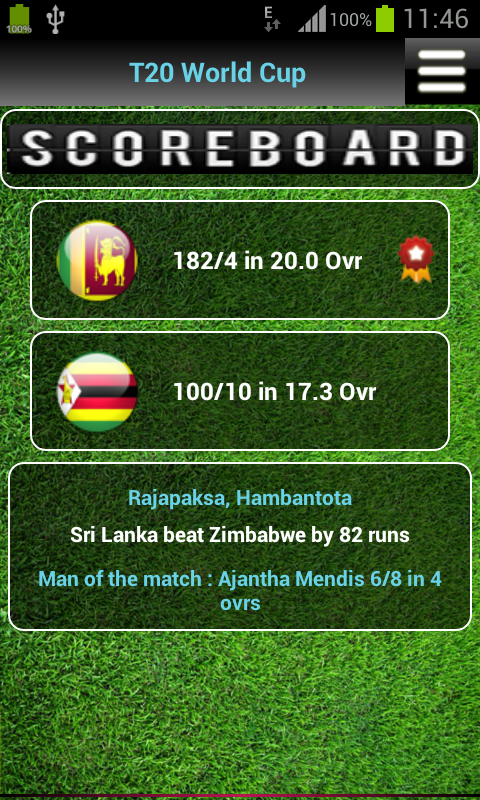 100%
E
100%
11:46
T20 World Cup
SCOREBOARD
182/4 in 20.0 Ovr
100/10 in 17.3 Ovr
Rajapaksa, Hambantota
Sri Lanka beat Zimbabwe by 82 runs
Man of the match : Ajantha Mendis 6/8 in 4
ovrs